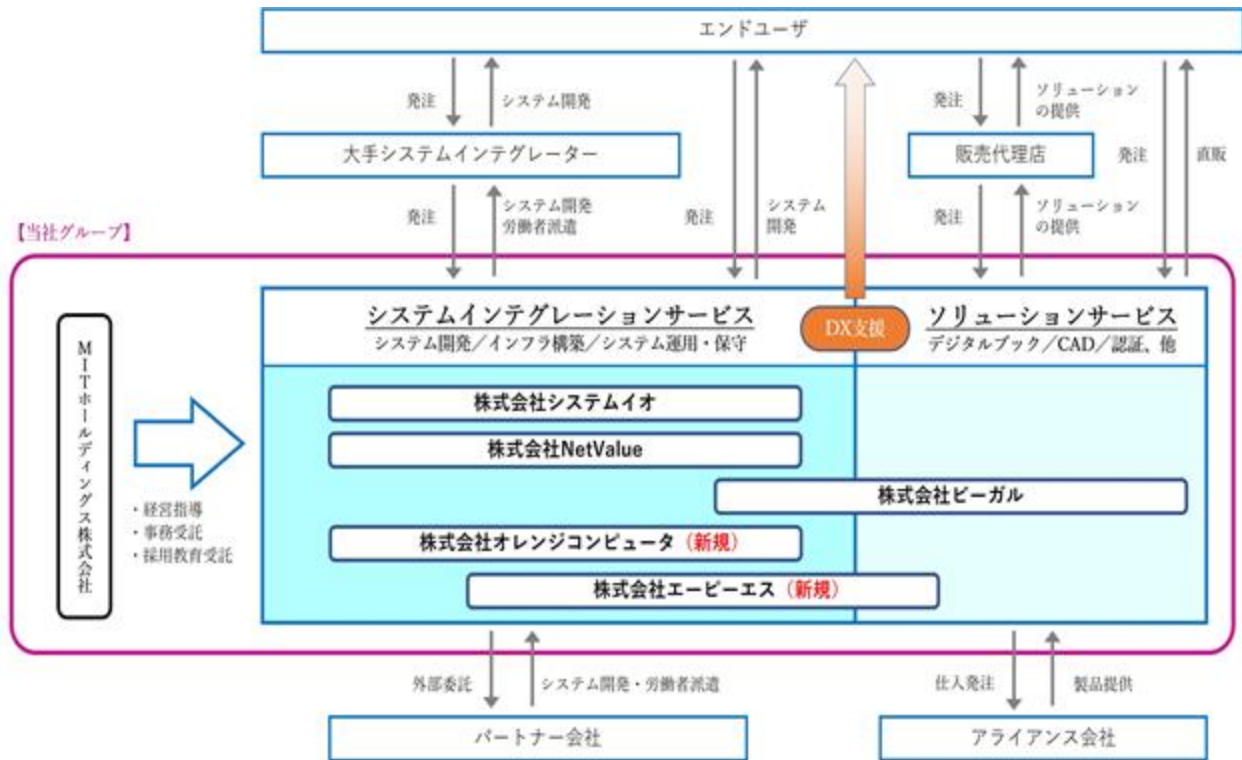 エンドユーザ
発注
システム開発
発注
システム
開発
発注
ソリューション
の提供
発注
直販
大手システムインテグレーター
販売代理店
発注
システム開発
労働者派遣
発注
ソリューション
の提供
【当社グループ】
MITホールディングス株式会社
・経営指導
・事務受託
・採用教育受託
システムインテグレーションサービス
システム開発／インフラ構築／システム運用・保守
DX支援
ソリューションサービス
デジタルブック／CAD／認証、他
株式会社システムイオ
株式会社NetValue
株式会社ビーガル
株式会社オレンジコンピュータ（新規）
株式会社エーピーエス（新規）
外部委託
システム開発・労働者派遣
仕入発注
製品提供
パートナー会社
アライアンス会社